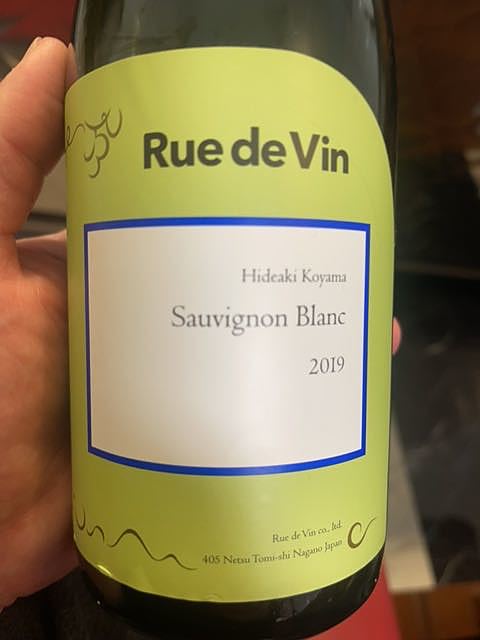 Rue de Vin
Hideaki Koyama
Sauvignon Blanc
2019
Rue de Vin co., ltd.
405 Netsu Tomi-shi Nagano Japan